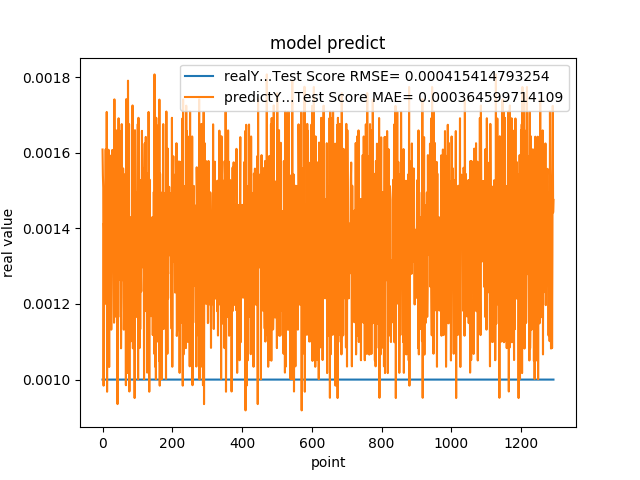 model predict
realY...Test Score RMSE= 0.000415414793254
predictY...Test Score MAE= 0.000364599714109
0.0018
0.0016
0.0014
0.0012
0.0010
real value
0 200 400 600 800 1000 1200
point